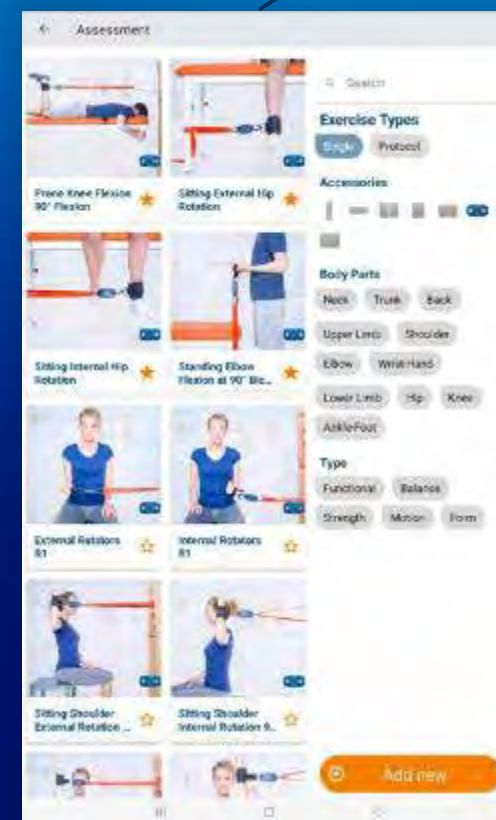 Assessment
Prone Knee Flexion
90° Flexion
Sitting External Hip
Rotation
Sitting Internal Hip
Rotation
Standing Elbow
Flexion at 90° Bic...
External Rotators
R1
Internal Rotators
R1
Sitting Shoulder
External Rotation ...
Sitting Shoulder
Internal Rotation 9..
Search
Exercise Types
Single Protocol
Accessories
Body Parts
Neck Trunk Back
Upper Limb Shoulder
Elbow Wrist-Hand
Lower Limb Hip Knee
Ankle-Foot
Type
Functional Balance
Strength Motion Form
Add new